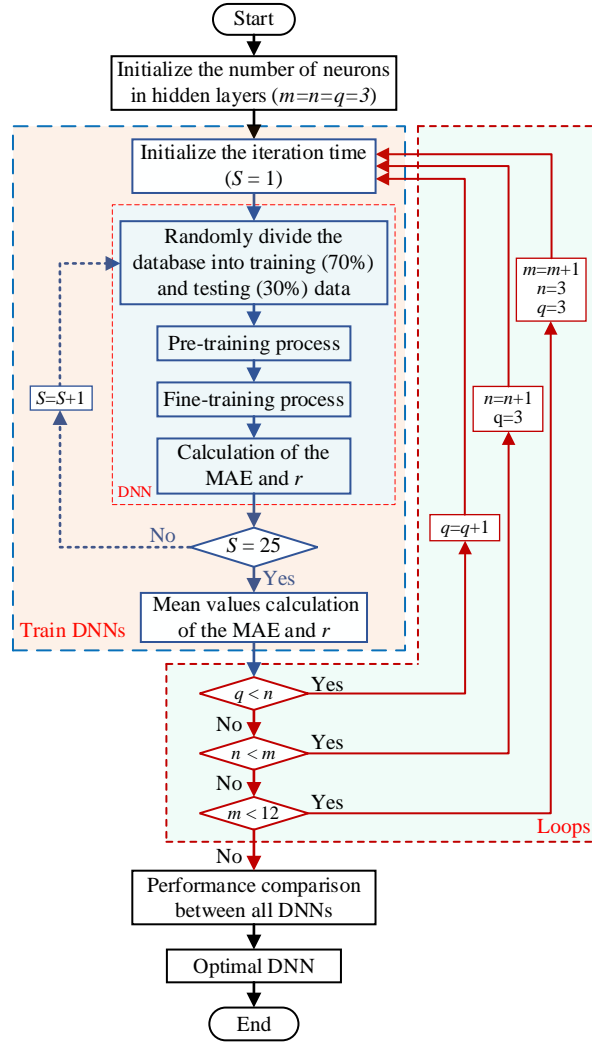 Start
Initialize the number of neurons
in hidden layers (m=n=q=3)
Initialize the iteration time
(S = 1)
Randomly divide the
database into training (70%)
and testing (30%) data
m=m+1
n=3
q=3
Pre-training process
S=S+1
Fine-training process
n=n+1
q=3
Calculation of the
MAE and r
DNN
q=q+1
No
S = 25
Yes
Mean values calculation
of the MAE and r
Train DNNs
q < n
Yes
No
n < m
Yes
No
m < 12
Yes
Loops
No
Performance comparison
between all DNNs
Optimal DNN
End